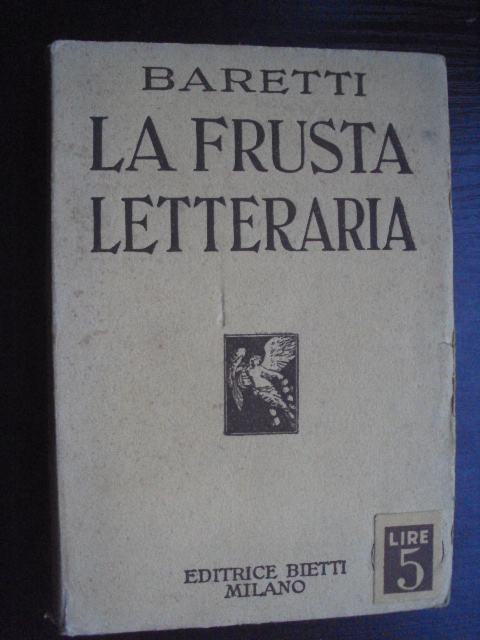 BARETTI
LA FRUSTA
LETTERARIA
EDITRICE BIETTI
MILANO
LIRE
5